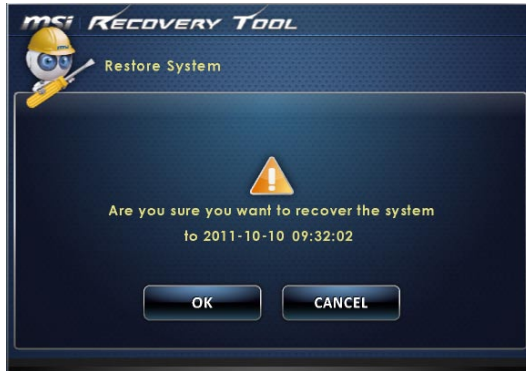 msi RECOVERY TOOL
Restore System
Are you sure you want to recover the system
to 2011-10-10 09:32:02
OK
CANCEL